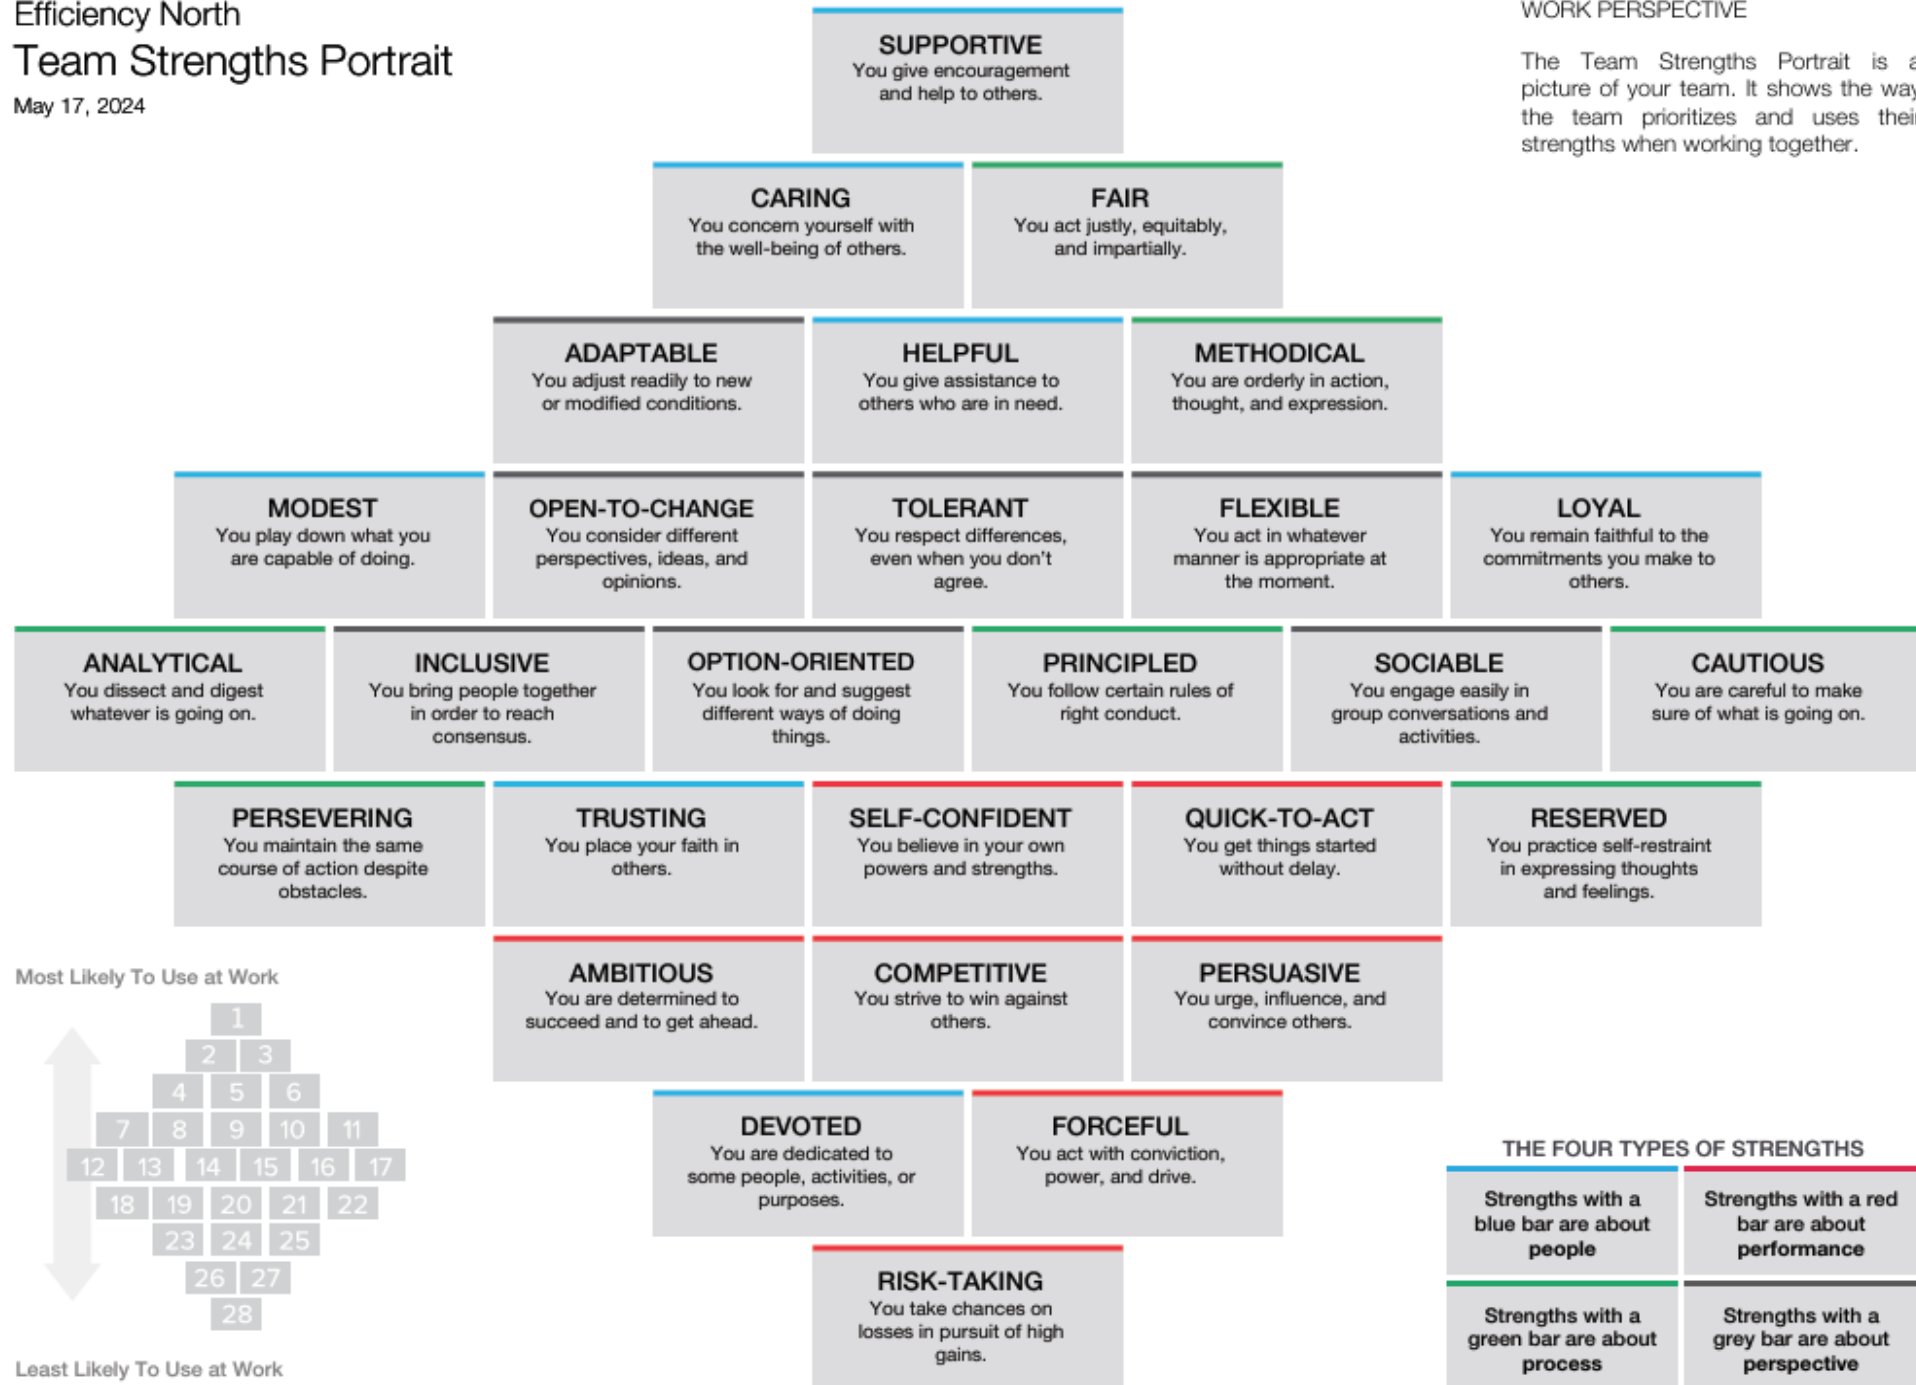 Efficiency North
Team Strengths Portrait
May 17, 2024
WORK PERSPECTIVE
The Team Strengths Portrait is a
picture of your team. It shows the way
the team prioritizes and uses their
strengths when working together.
SUPPORTIVE
You give encouragement
and help to others.
CARING
You concern yourself with
the well-being of others.
FAIR
You act justly, equitably,
and impartially.
ADAPTABLE
You adjust readily to new
or modified conditions.
HELPFUL
You give assistance to
others who are in need.
METHODICAL
You are orderly in action,
thought, and expression.
MODEST
You play down what you
are capable of doing.
OPEN-TO-CHANGE
You consider different
perspectives, ideas, and
opinions.
TOLERANT
You respect differences,
even when you don't
agree.
FLEXIBLE
You act in whatever
manner is appropriate at
the moment.
LOYAL
You remain faithful to the
commitments you make to
others.
ANALYTICAL
You dissect and digest
whatever is going on.
INCLUSIVE
You bring people together
in order to reach
consensus.
OPTION-ORIENTED
You look for and suggest
different ways of doing
things.
PRINCIPLED
You follow certain rules of
right conduct.
SOCIABLE
You engage easily in
group conversations and
activities.
CAUTIOUS
You are careful to make
sure of what is going on.
PERSEVERING
You maintain the same
course of action despite
obstacles.
TRUSTING
You place your faith in
others.
SELF-CONFIDENT
You believe in your own
powers and strengths.
QUICK-TO-ACT
You get things started
without delay.
RESERVED
You practice self-restraint
in expressing thoughts
and feelings.
AMBITIOUS
You are determined to
succeed and to get ahead.
COMPETITIVE
You strive to win against
others.
PERSUASIVE
You urge, influence, and
convince others.
DEVOTED
You are dedicated to
some people, activities, or
purposes.
FORCEFUL
You act with conviction,
power, and drive.
RISK-TAKING
You take chances on
losses in pursuit of high
gains.
Most Likely To Use at Work
1
2 3
4 5 6
7 8 9 10 11
12 13 14 15 16 17
18 19 20 21 22
23 24 25
26 27
28
Least Likely To Use at Work
THE FOUR TYPES OF STRENGTHS
Strengths with a
blue bar are about
people
Strengths with a red
bar are about
performance
Strengths with a
green bar are about
process
Strengths with a
grey bar are about
perspective